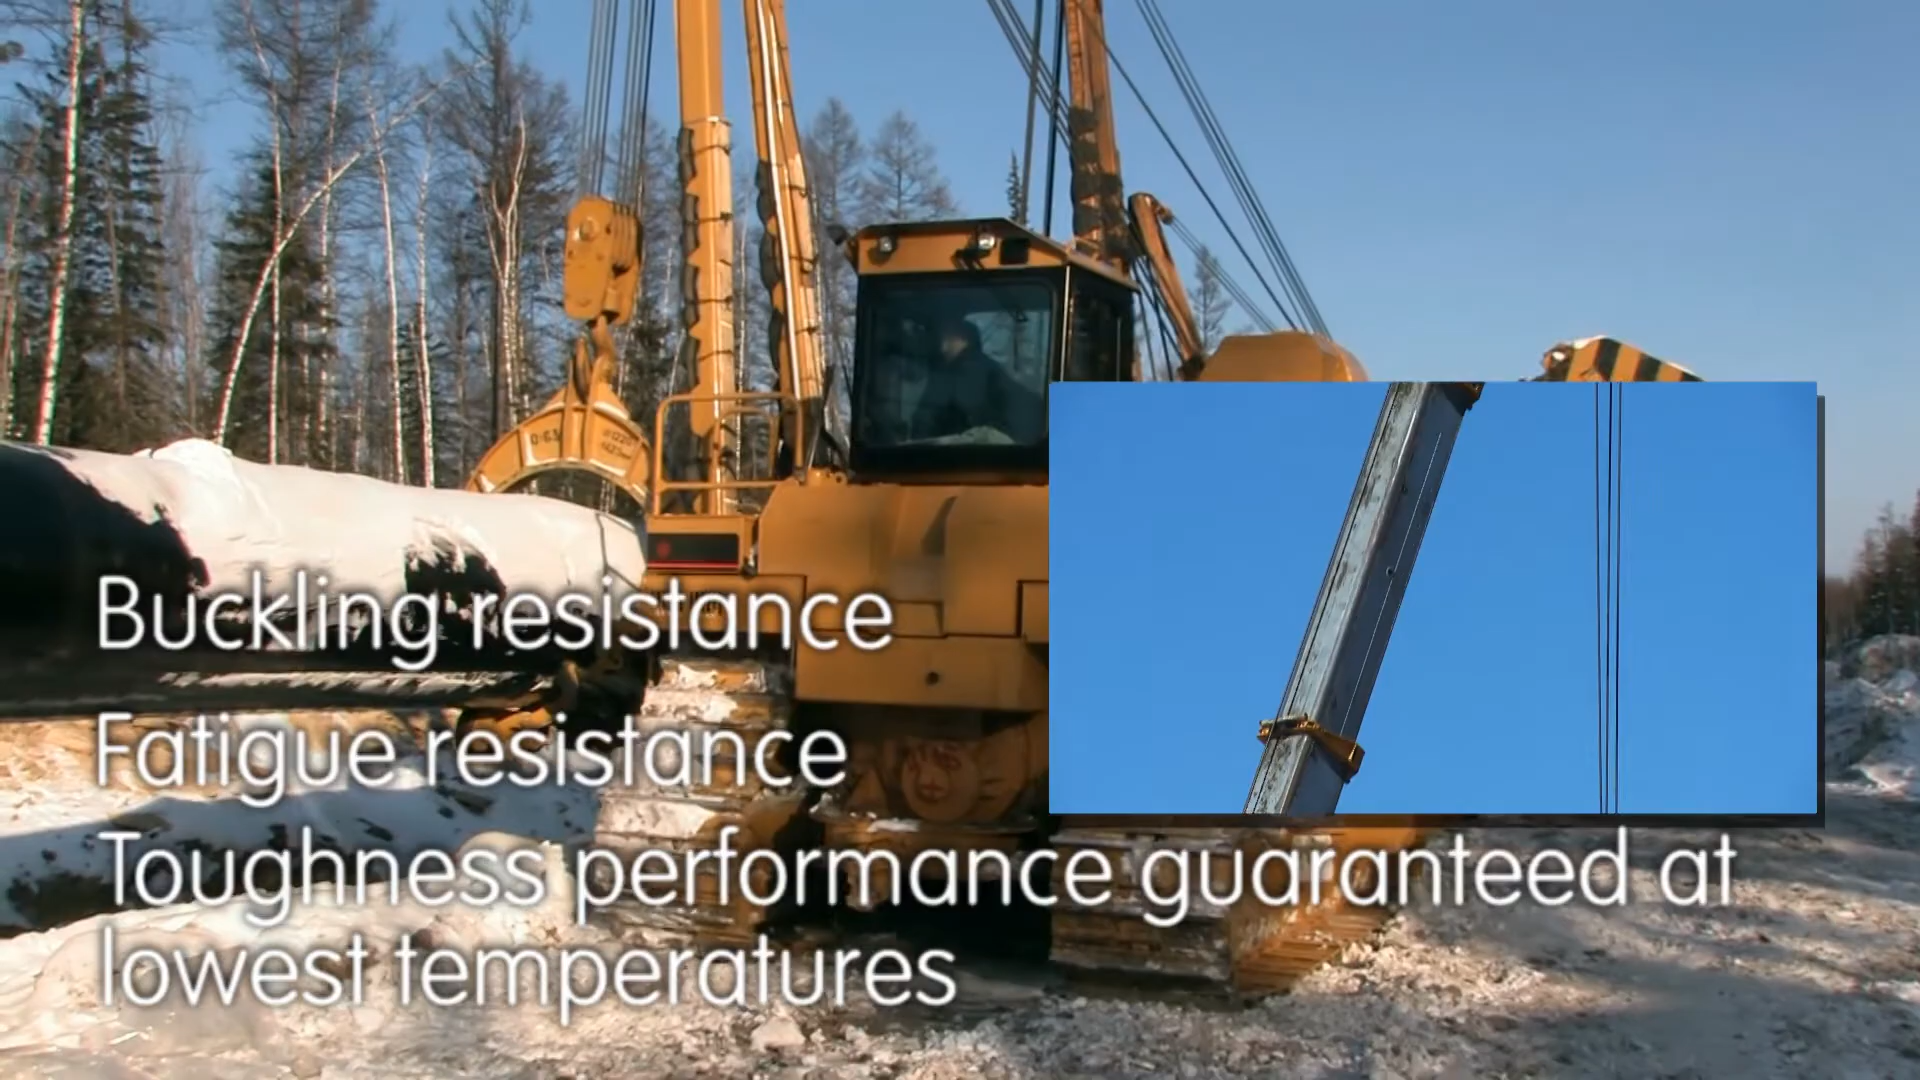 Buckling resistance
Fatigue resistance
Toughness performance guaranteed at
lowest temperatures